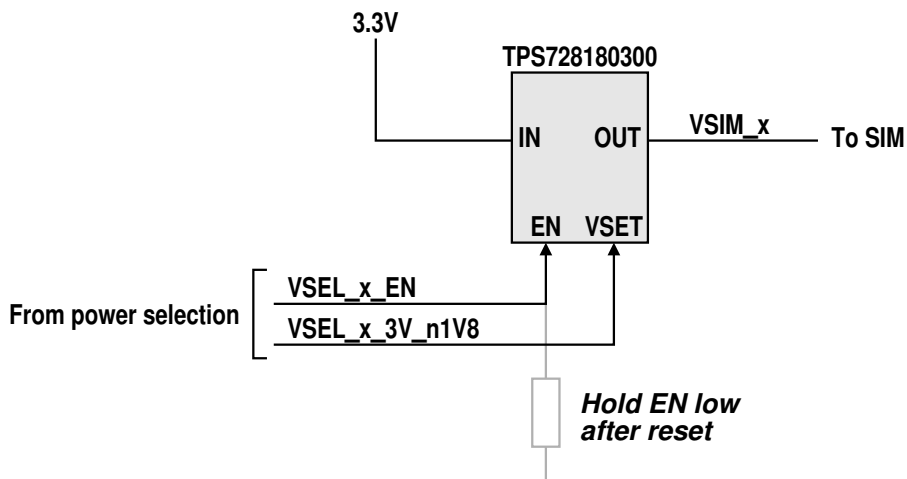 3.3V
TPS728180300
IN
OUT
VSIM_x
To SIM
EN
VSET
VSEL_x_EN
From power selection
VSEL_x_3V_n1V8
Hold EN low
after reset